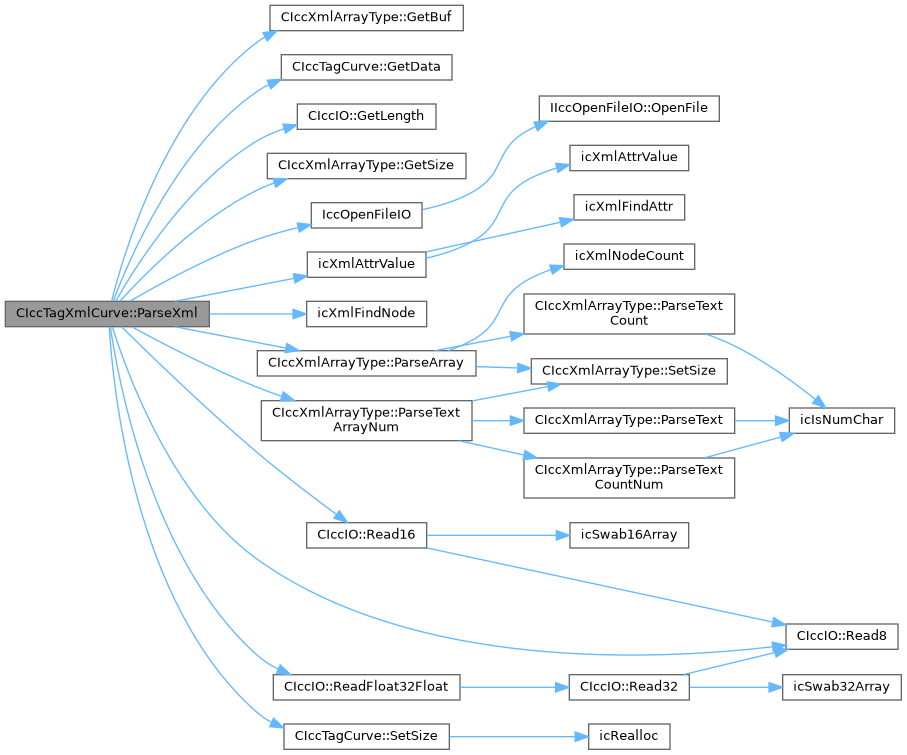 CIccXmlArrayType::GetBuf
CIccTagCurve::GetData
CIccIO::GetLength
IIccOpenFileIO::OpenFile
icXmlAttrValue
CIccXmlArrayType::GetSize
icXmlFindAttr
IccOpenFileIO
icXmlNodeCount
icXmlAttrValue
CIccTagXmlCurve::ParseXml
icXmlFindNode
CIccXmlArrayType::ParseText
Count
CIccXmlArrayType::ParseArray
CIccXmlArrayType::SetSize
CIccXmlArrayType::ParseText
ArrayNum
CIccXmlArrayType::ParseText
icIsNumChar
CIccXmlArrayType::ParseText
CountNum
CIccIO::Read16
icSwab16Array
CIccIO::Read8
CIccIO::ReadFloat32Float
CIccIO::Read32
icSwab32Array
CIccTagCurve::SetSize
icRealloc